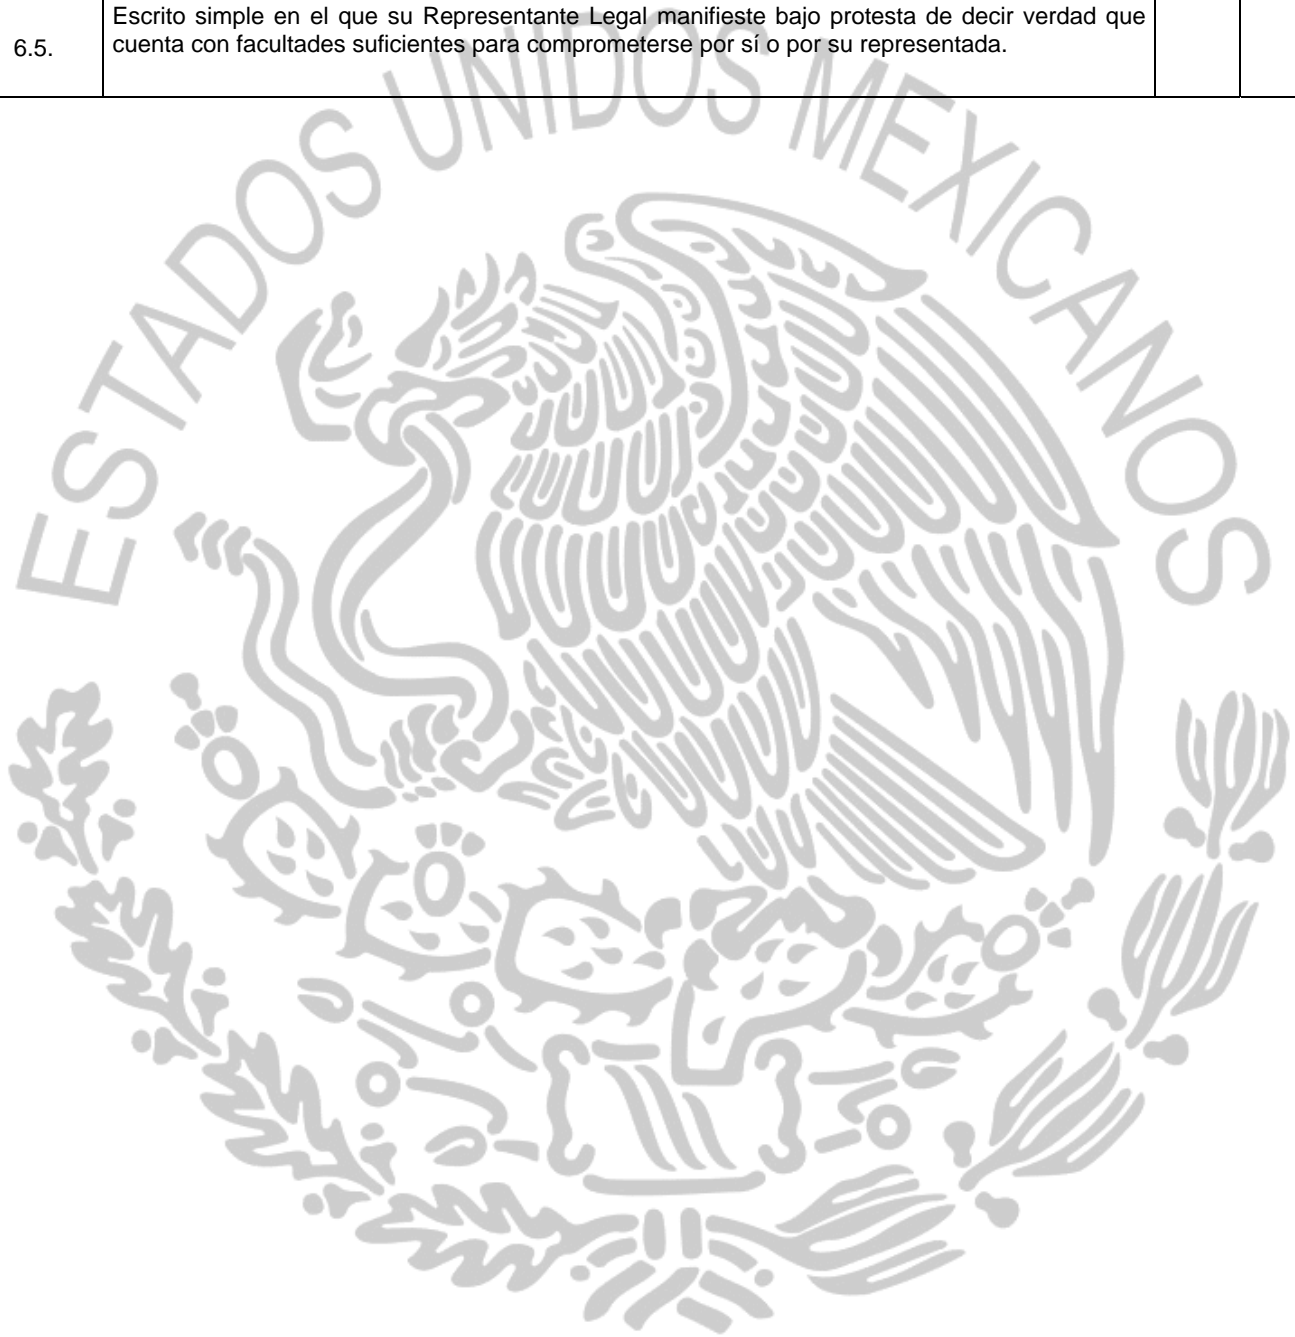 Escrito simple en el que su Representante Legal manifieste bajo protesta de decir verdad que
6.5. cuenta con facultades suficientes para comprometerse por sí o por su representada.
ESTADOS UNIDOS MEXICANOS